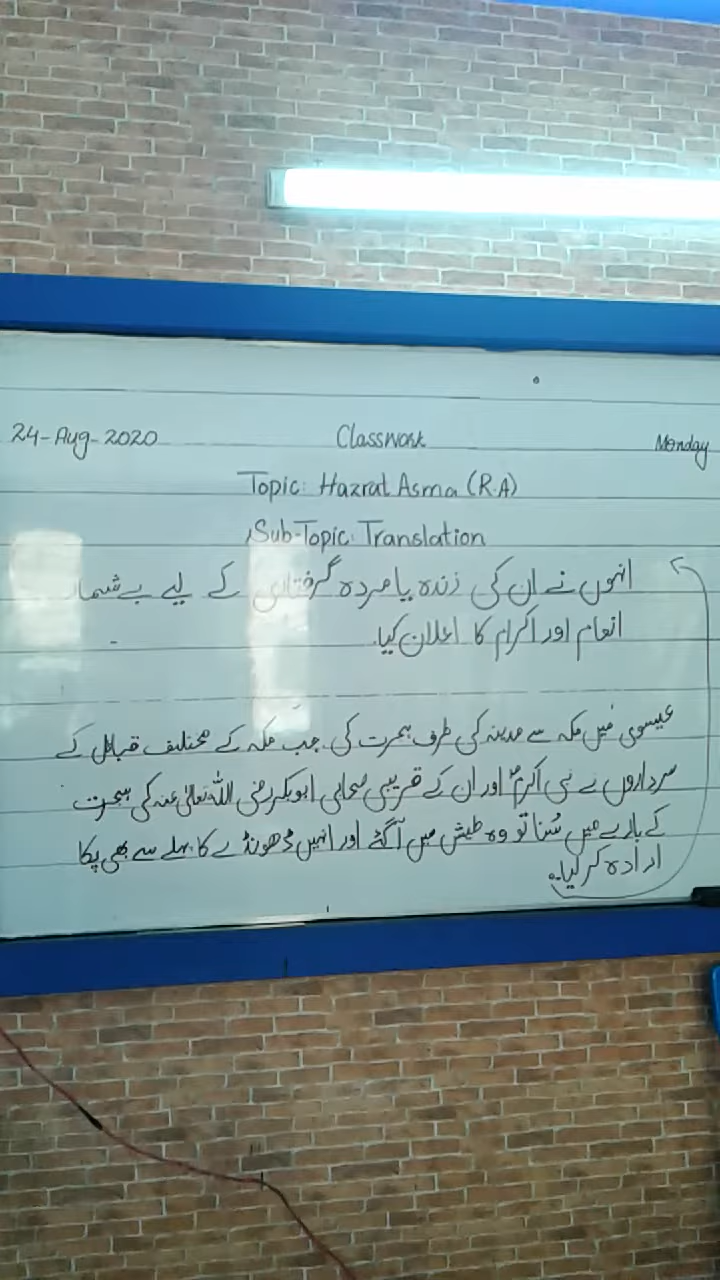 24-Aug-2020 Classwork Monday
Topic: Hazrat Asma (R.A)
Sub-Topic: Translation
انہوں نے ان کی زندہ یا مردہ گرفتاری کے لیے بے شمار
انعام اور اکرام کا اعلان کیا۔
عیسوی میں مکہ سے مدینہ کی طرف ہجرت کی۔ جب مکہ کے مختلیف قبائل کے
سرداروں نے نبی اکرمؐ اور ان کے قریبی صحابی ابوبکر رضی اللہ تعالیٰ عنہ کی ہجرت
کے بارے میں سُنا تو وہ طیش میں آگئے اور انہیں ڈھونڈے کا پہلے سے بھی پکا
ارادہ کر لیا۔